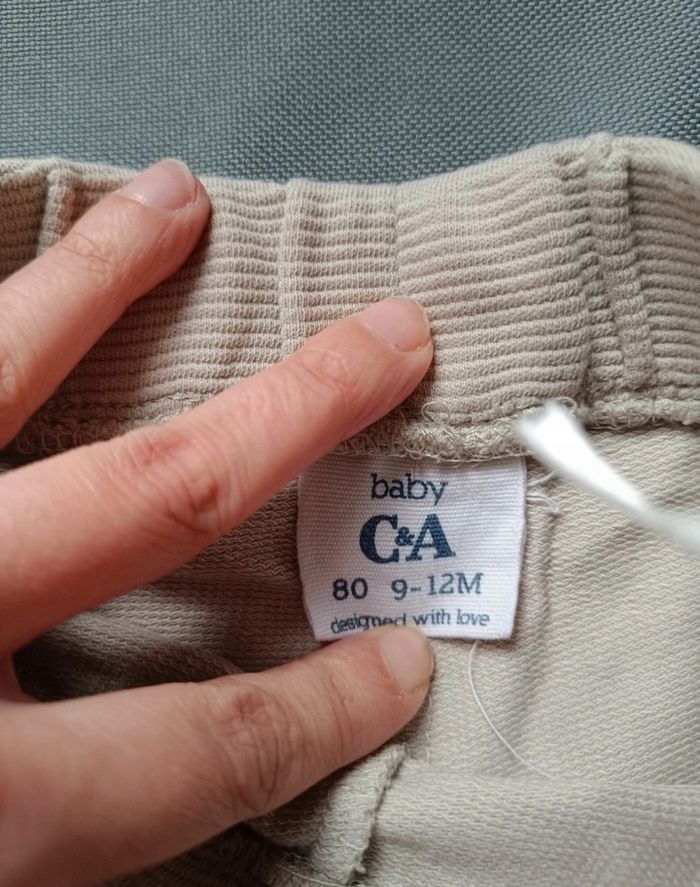 baby
C&A
80 9-12M
designed with love